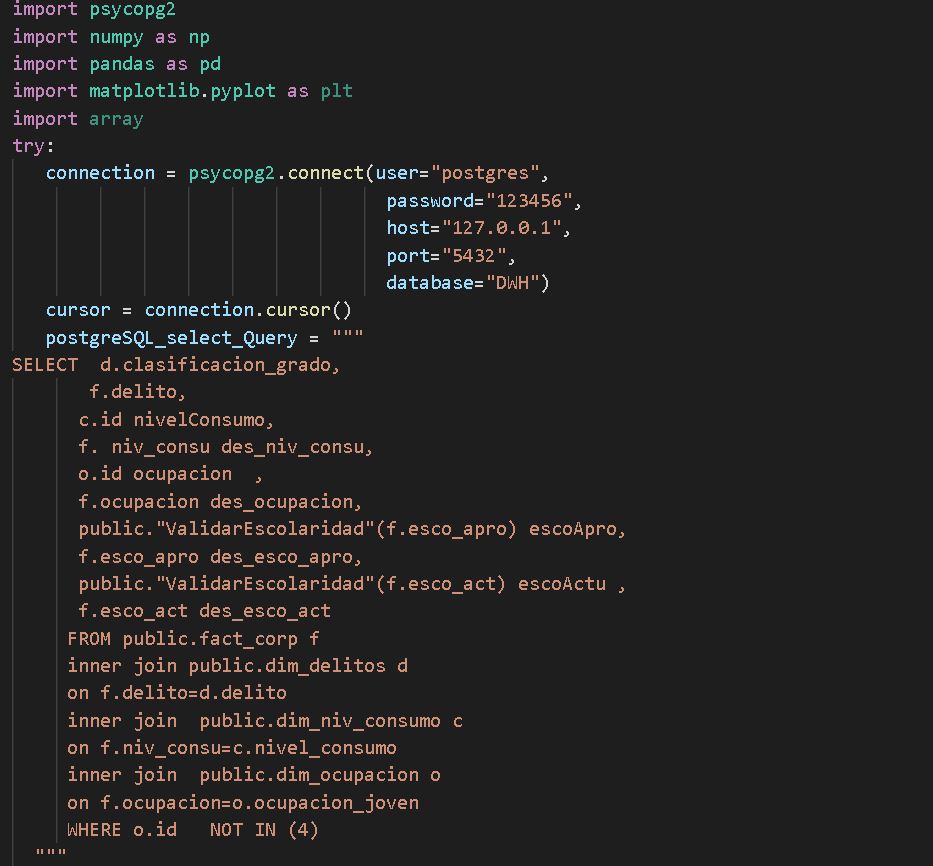 import psycopg2
import numpy as np
import pandas as pd
import matplotlib.pyplot as plt
import array
try:
   connection = psycopg2.connect(user="postgres",
                                  password="123456",
                                  host="127.0.0.1",
                                  port="5432",
                                  database="DWH")
   cursor = connection.cursor()
   postgreSQL_select_Query = """
SELECT  d.clasificacion_grado,
       f.delito,
      c.id nivelConsumo,
      f. niv_consu des_niv_consu,
      o.id ocupacion  ,
      f.ocupacion des_ocupacion,
      public."ValidarEscolaridad"(f.esco_apro) escoApro,
      f.esco_apro des_esco_apro,
      public."ValidarEscolaridad"(f.esco_act) escoActu ,
      f.esco_act des_esco_act
     FROM public.fact_corp f
     inner join public.dim_delitos d
     on f.delito=d.delito
     inner join  public.dim_niv_consumo c
     on f.niv_consu=c.nivel_consumo
     inner join  public.dim_ocupacion o
     on f.ocupacion=o.ocupacion_joven
     WHERE o.id   NOT IN (4)
  """